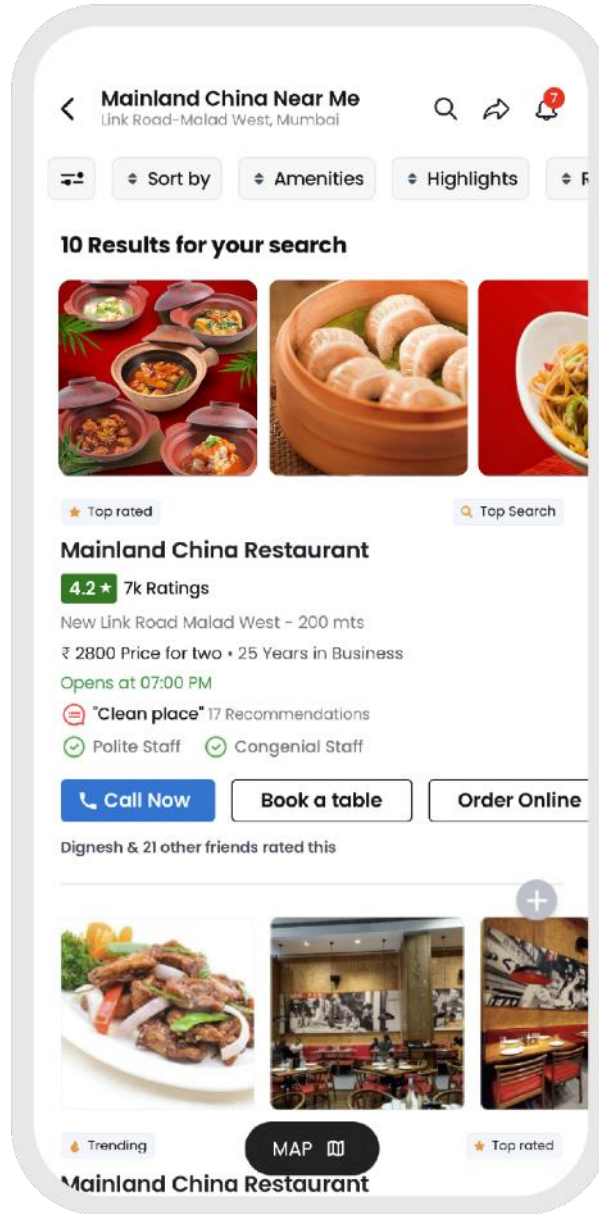 Mainland China Near Me
Link Road-Malad West, Mumbai
7
Sort by Amenities Highlights R
10 Results for your search
Top rated Top Search
Mainland China Restaurant
4.2 ★ 7k Ratings
New Link Road Malad West - 200 mts
₹ 2800 Price for two • 25 Years in Business
Opens at 07:00 PM
"Clean place" 17 Recommendations
Polite Staff Congenial Staff
Call Now Book a table Order Online
Dignesh & 21 other friends rated this
Trending MAP Top rated
Mainland China Restaurant